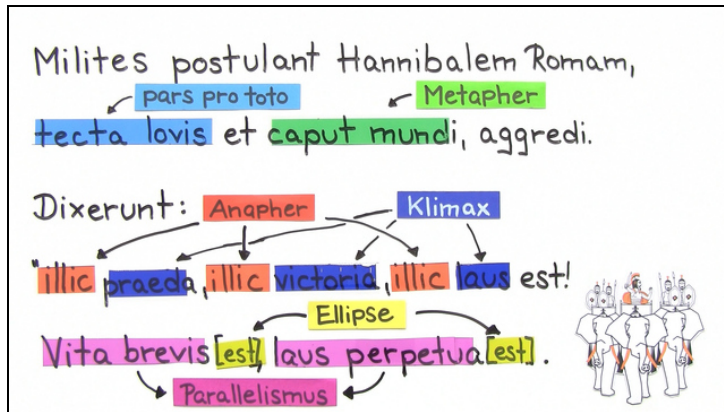 Milites postulant Hannibalem Romam,
pars pro toto Metapher
tecta Iovis et caput mundi, aggredi.
Dixerunt: Anapher Klimax
"illic praeda, illic victoria, illic laus est!
Ellipse
Vita brevis [est], laus perpetua [est].
Parallelismus